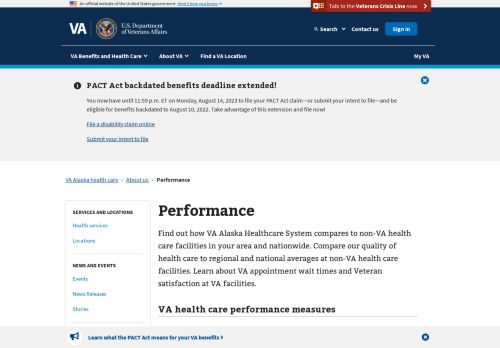 An official website of the United States government Here's how you know
Talk to the Veterans Crisis Line now
VA
U.S. Department
of Veterans Affairs
Search
Contact us
Sign in
VA Benefits and Health Care
About VA
Find a VA Location
My VA
PACT Act backdated benefits deadline extended!
You now have until 11:59 p.m. ET on Monday, August 14, 2023 to file your PACT Act claim—or submit your intent to file—and be
eligible for benefits backdated to August 10, 2022. Take advantage of this extension and file now!
File a disability claim online
Submit your intent to file
VA Alaska health care › About us › Performance
SERVICES AND LOCATIONS
Health services
Locations
NEWS AND EVENTS
Events
News Releases
Stories
Performance
Find out how VA Alaska Healthcare System compares to non-VA health
care facilities in your area and nationwide. Compare our quality of
health care to regional and national averages at non-VA health care
facilities. Learn about VA appointment wait times and Veteran
satisfaction at VA facilities.
VA health care performance measures
Learn what the PACT Act means for your VA benefits >